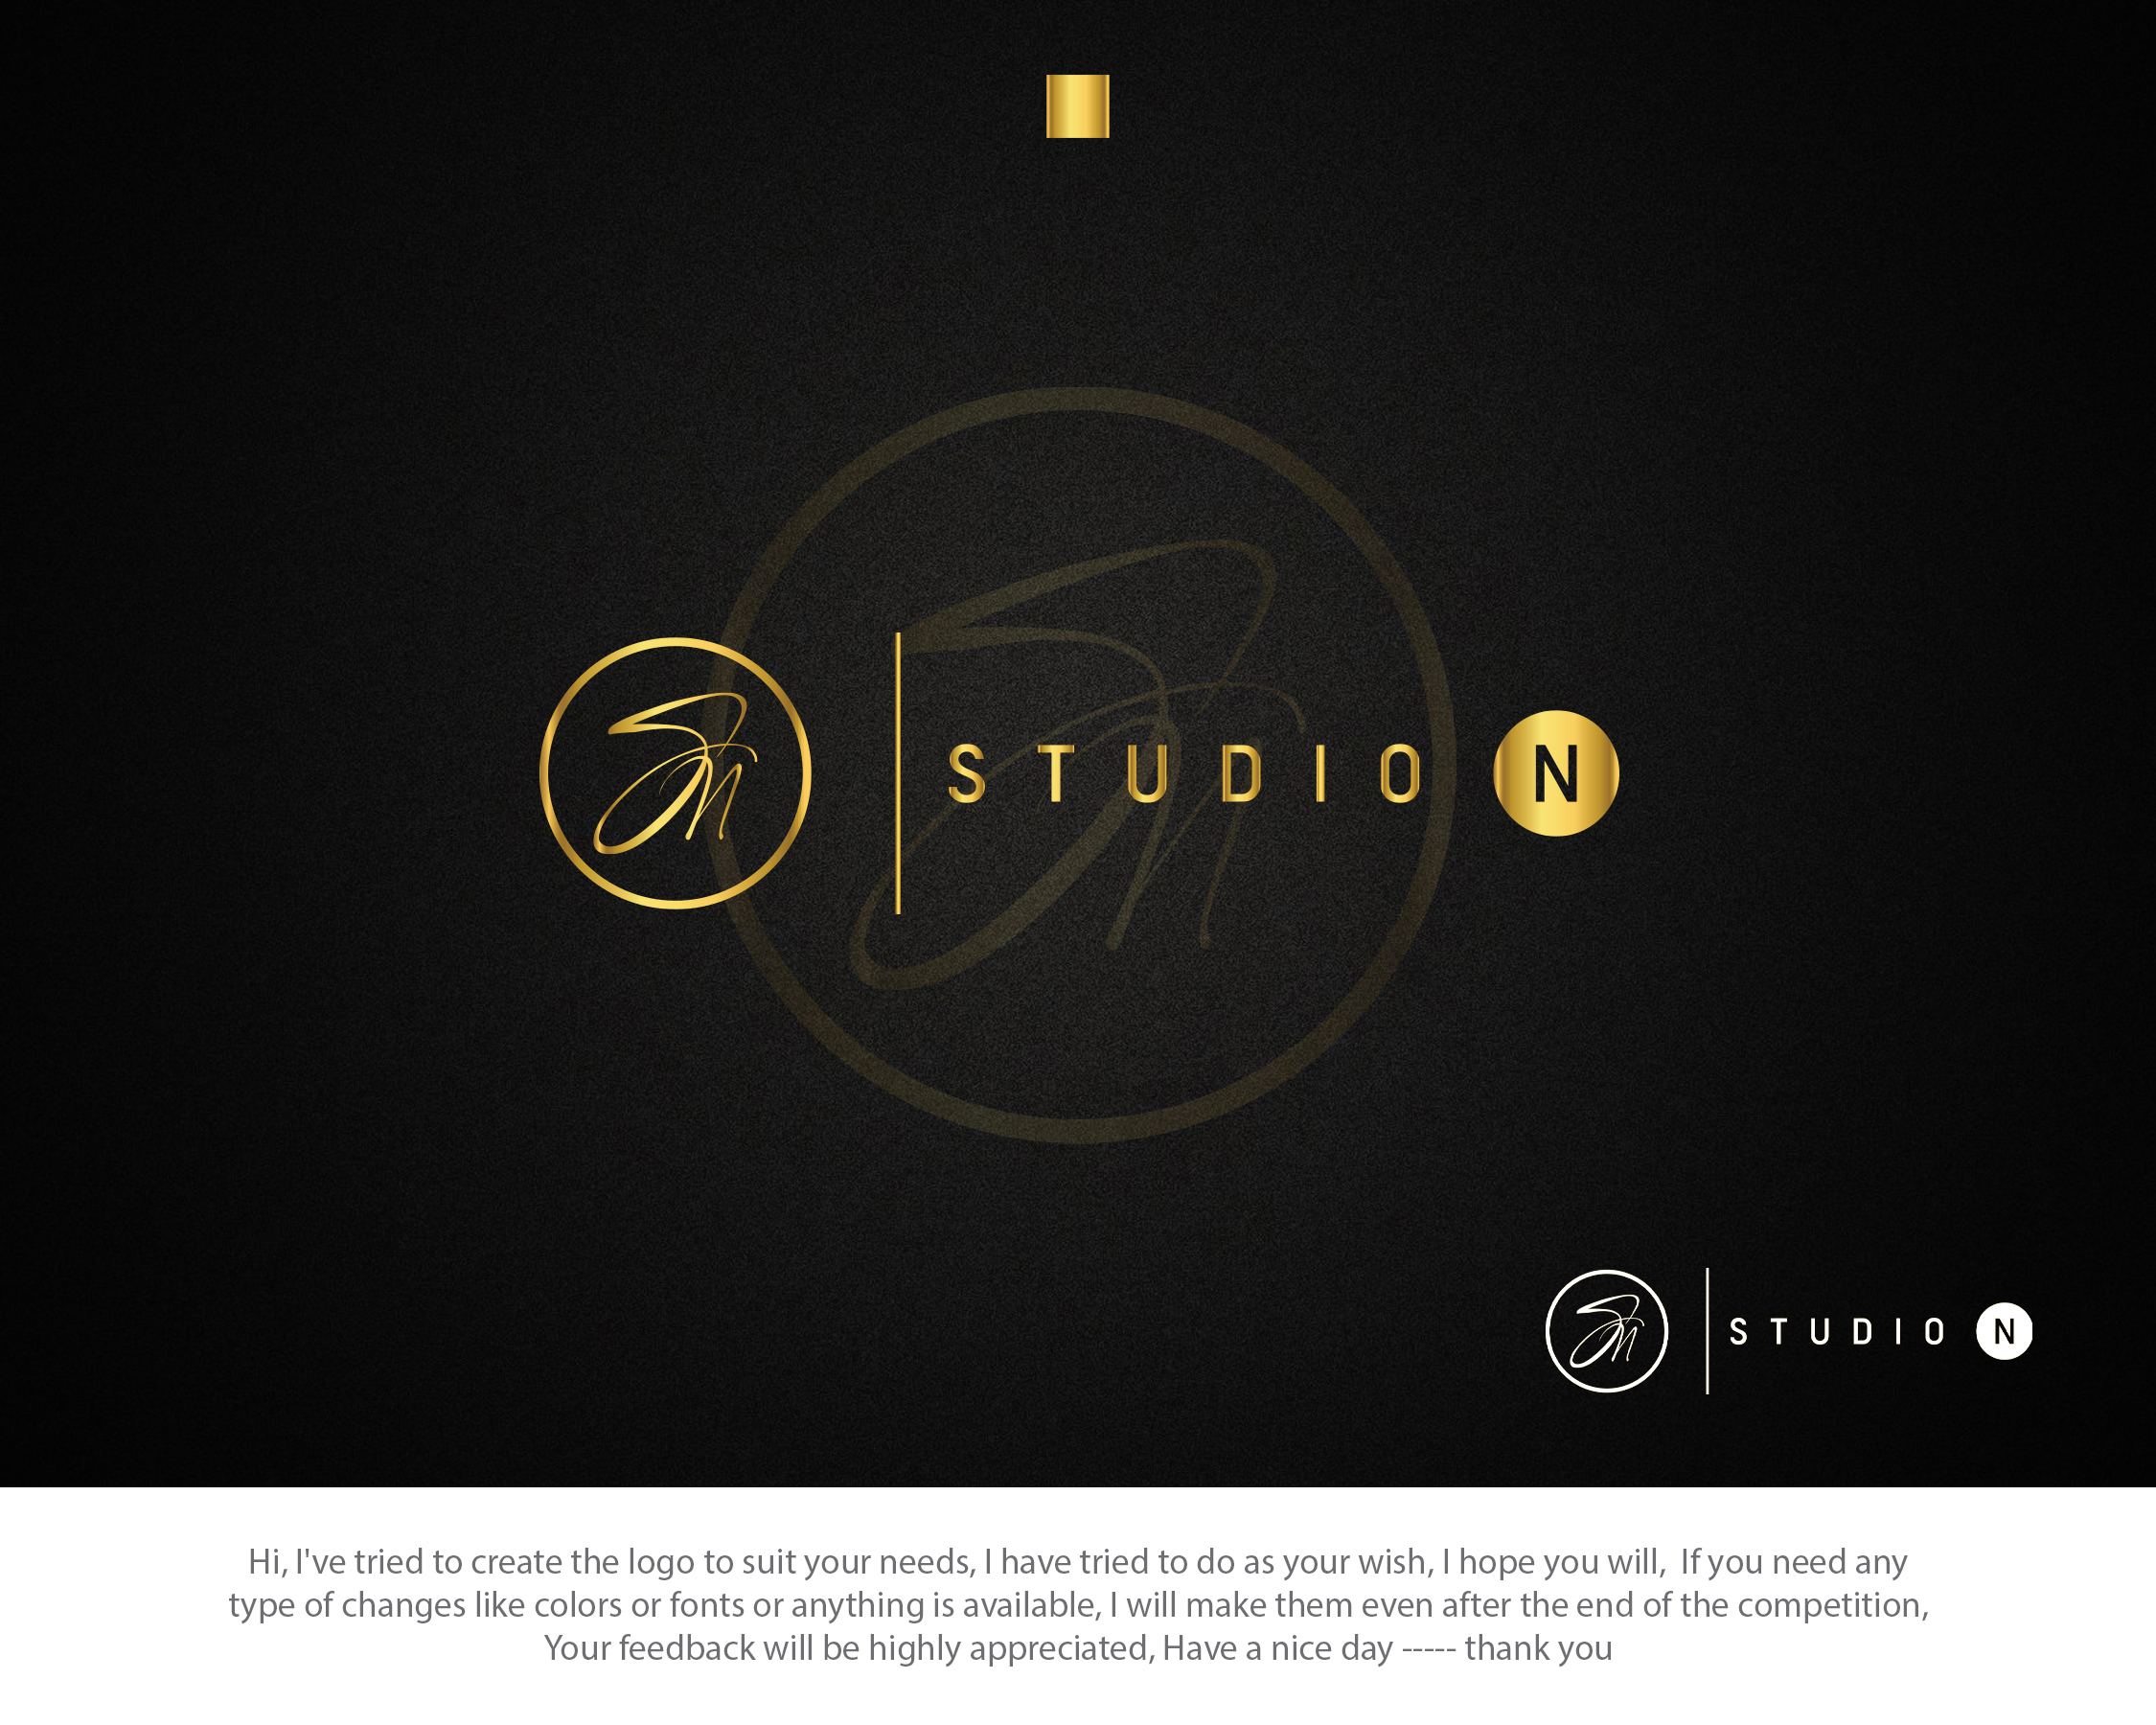 Sn
STUDIO N
Sn
STUDIO N
Hi, I've tried to create the logo to suit your needs, I have tried to do as your wish, I hope you will,  If you need any
type of changes like colors or fonts or anything is available, I will make them even after the end of the competition,
Your feedback will be highly appreciated, Have a nice day ----- thank you